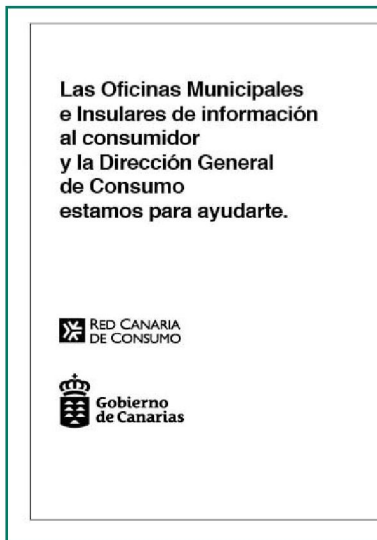 Las Oficinas Municipales
e Insulares de información
al consumidor
y la Dirección General
de Consumo
estamos para ayudarte.
RED CANARIA
DE CONSUMO
Gobierno
de Canarias